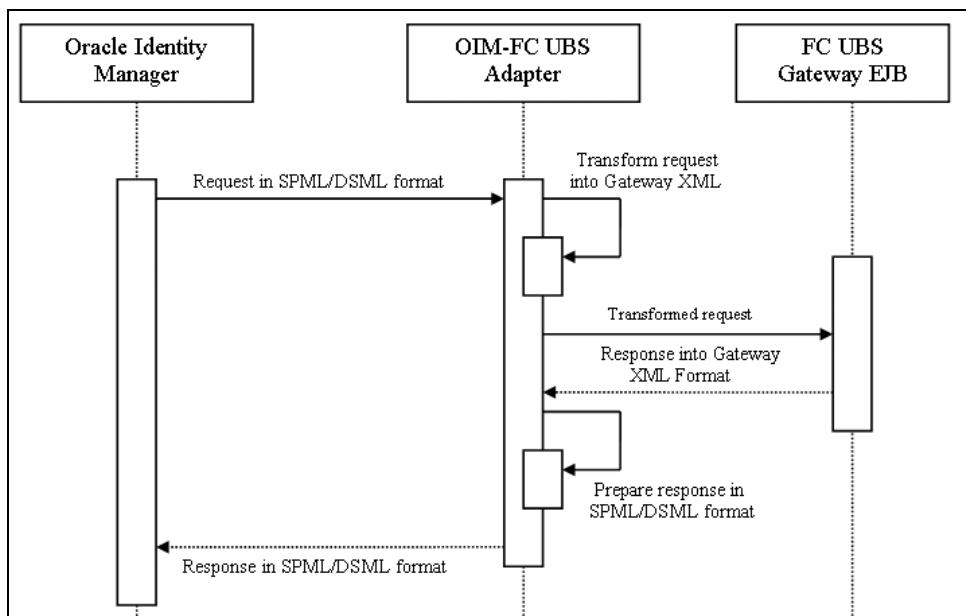 Oracle Identity
Manager
OIM-FC UBS
Adapter
FC UBS
Gateway EJB
Request in SPML/DSML format
Transform request
into Gateway XML
Transformed request
Response into Gateway
XML Format
Prepare response in
SPML/DSML format
Response in SPML/DSML format